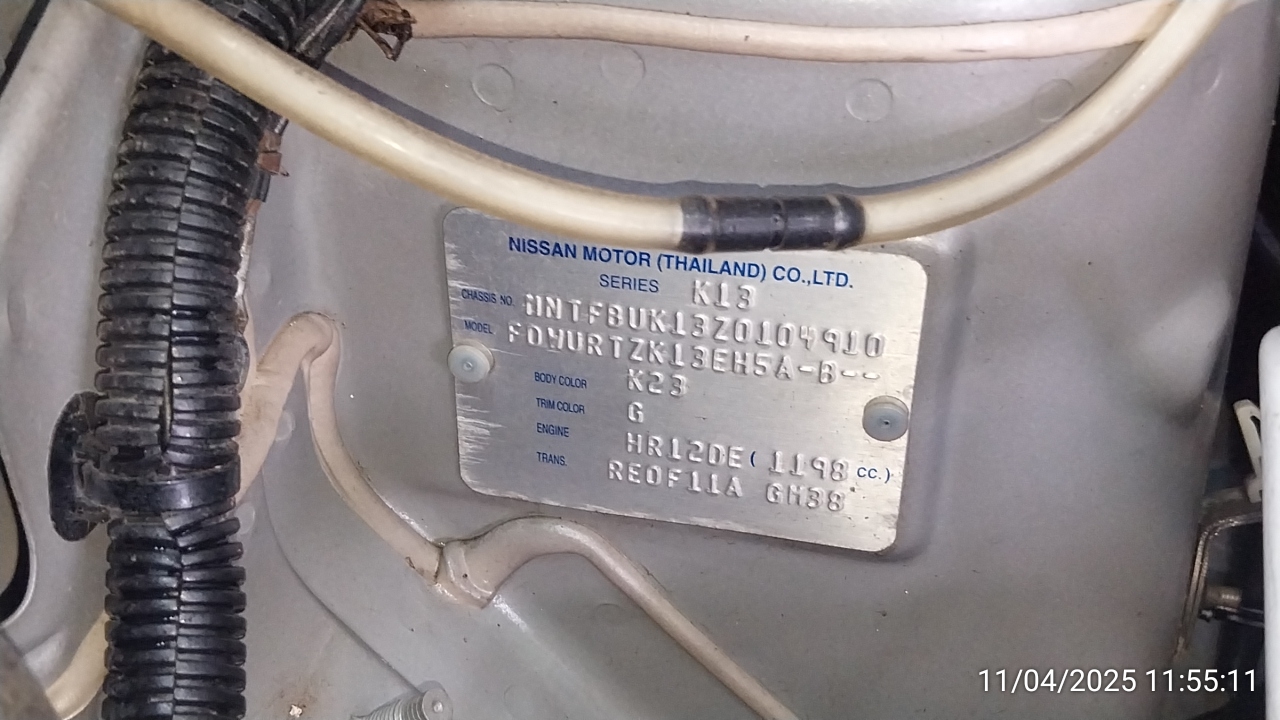 NISSAN MOTOR (THAILAND) CO.,LTD.
SERIES K13
CHASSIS NO. MNTFBUK13Z0104910
MODEL FDWURTZK13EH5A-B--
BODY COLOR K23
TRIM COLOR G
ENGINE HR12DE ( 1198 CC.)
TRANS. RE0F11A GH38
11/04/2025 11:55:11